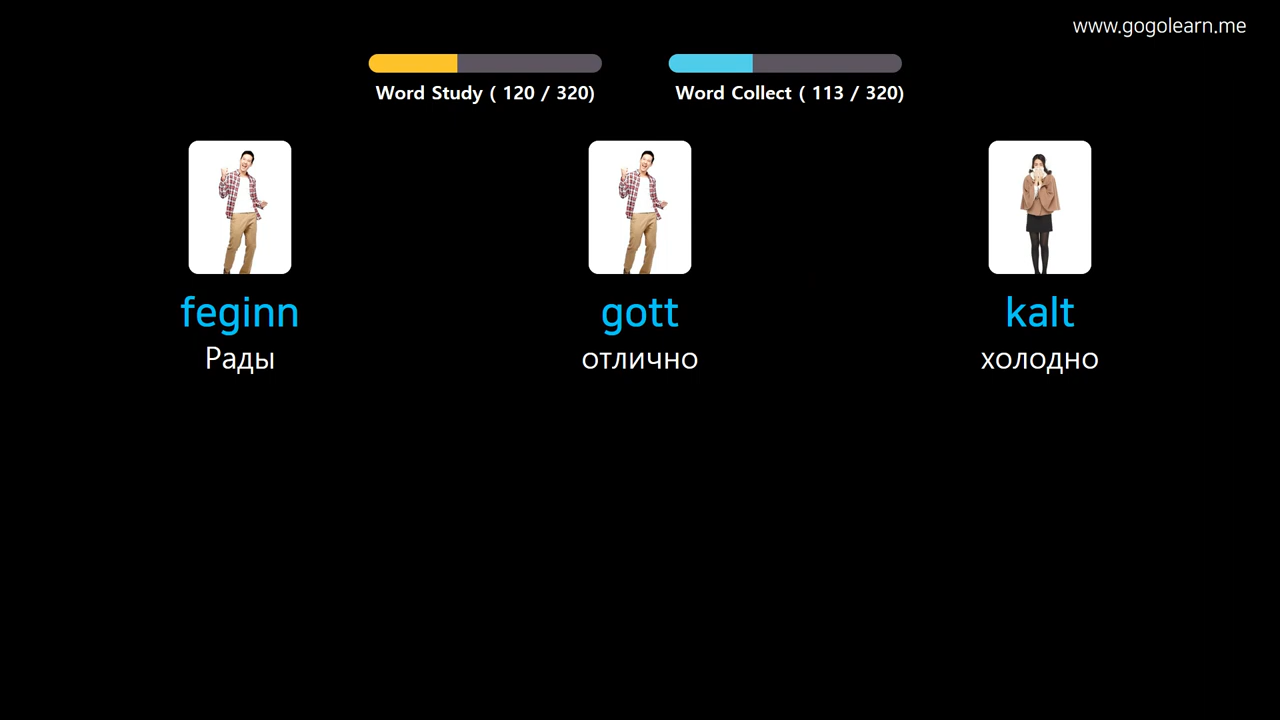 www.gogolearn.me
Word Study ( 120 / 320)
Word Collect ( 113 / 320)
feginn
gott
kalt
Рады
отлично
холодно